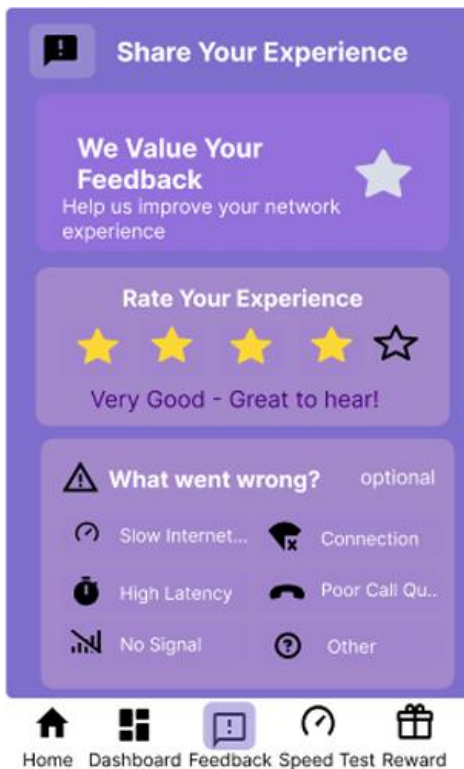 Share Your Experience
We Value Your
Feedback
Help us improve your network
experience
Rate Your Experience
Very Good - Great to hear!
What went wrong? optional
Slow Internet... Connection
High Latency Poor Call Qu..
No Signal Other
Home Dashboard Feedback Speed Test Reward